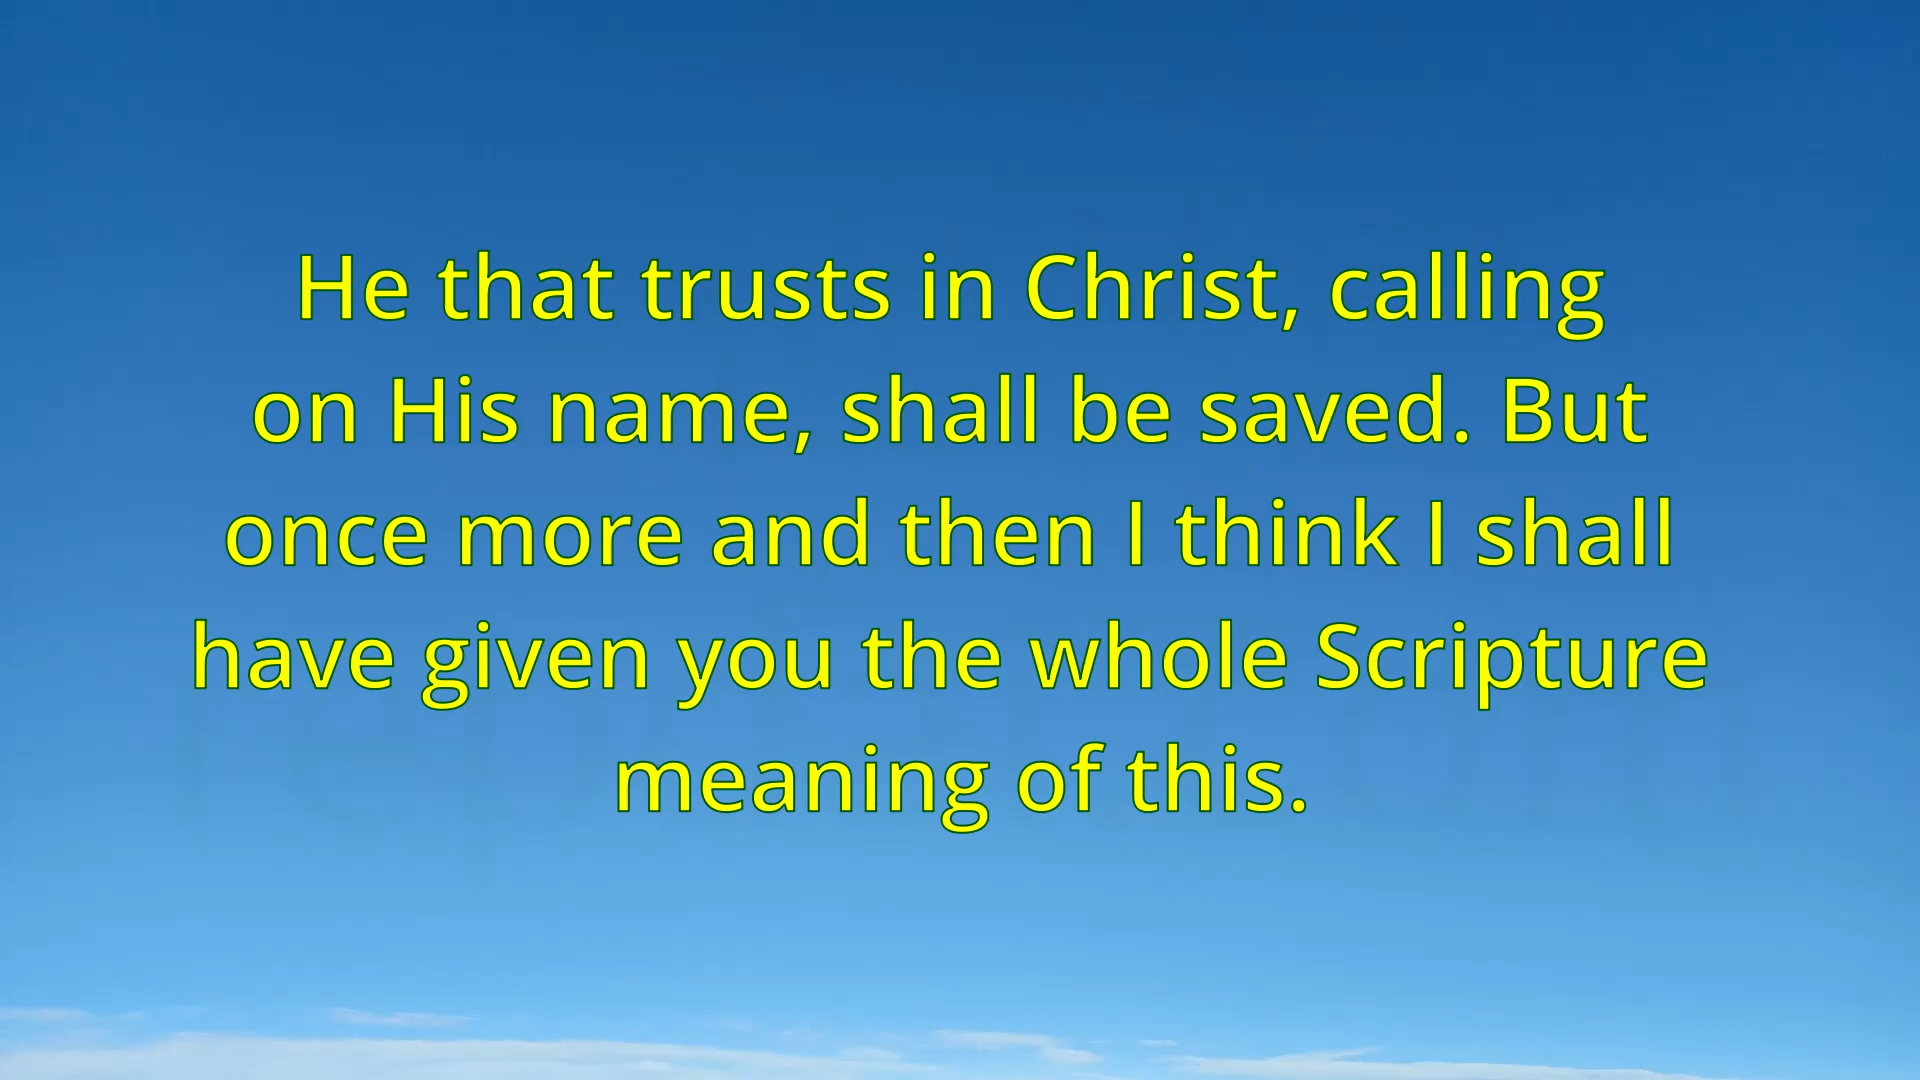 He that trusts in Christ, calling
on His name, shall be saved. But
once more and then I think I shall
have given you the whole Scripture
meaning of this.